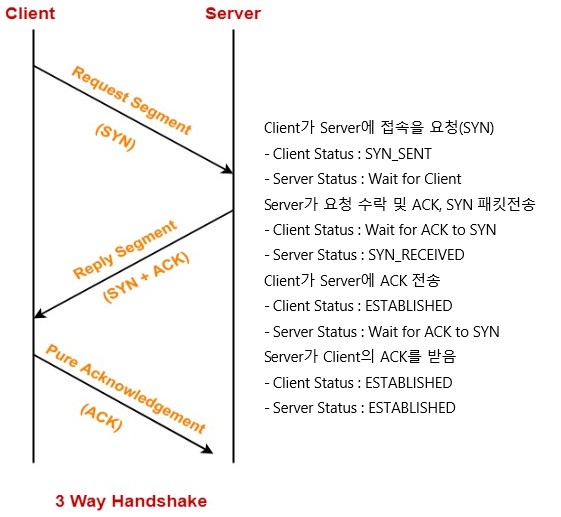 Client
Server
Request Segment
(SYN)
Reply Segment
(SYN + ACK)
Pure Acknowledgement
(ACK)
Client가 Server에 접속을 요청(SYN)
- Client Status : SYN_SENT
- Server Status : Wait for Client
Server가 요청 수락 및 ACK, SYN 패킷전송
- Client Status : Wait for ACK to SYN
- Server Status : SYN_RECEIVED
Client가 Server에 ACK 전송
- Client Status : ESTABLISHED
- Server Status : Wait for ACK to SYN
Server가 Client의 ACK를 받음
- Client Status : ESTABLISHED
- Server Status : ESTABLISHED
3 Way Handshake